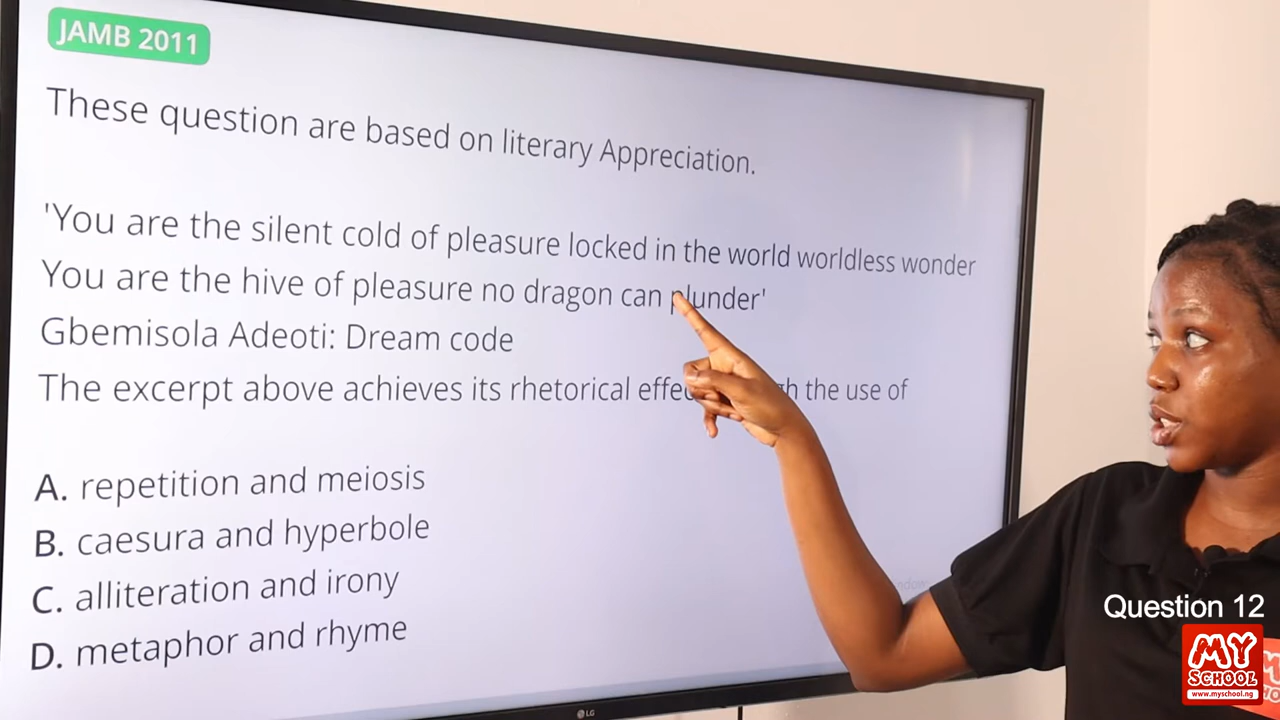 JAMB 2011
These question are based on literary Appreciation.
'You are the silent cold of pleasure locked in the world worldless wonder
You are the hive of pleasure no dragon can plunder'
Gbemisola Adeoti: Dream code
The excerpt above achieves its rhetorical the use of
A. repetition and meiosis
B. caesura and hyperbole
C. alliteration and irony
D. metaphor and rhyme
Question 12
MY
SCHOOL
www.myschool.ng
LG